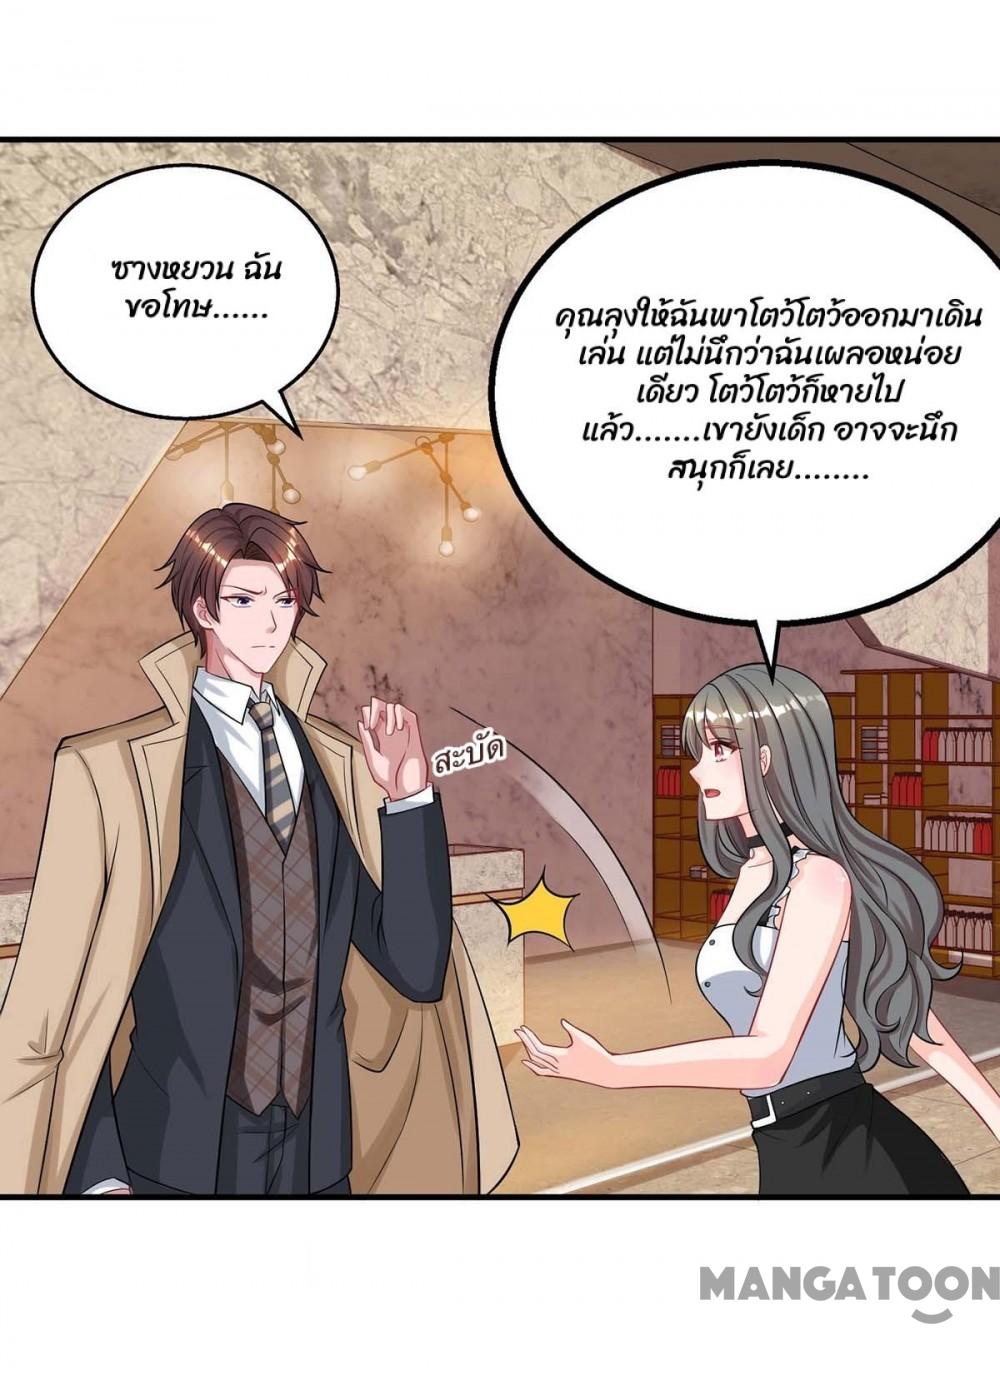 ซางหยวน ฉัน
ขอโทษ......
คุณลุงให้ฉันพาโตว้โตว้ออกมาเดิน
เล่น แต่ไม่นึกว่าฉันเผลอหน่อย
เดียว โตว้โตว้ก็หายไป
แล้ว.......เขายังเด็ก อาจจะนึก
สนุกก็เลย........
สะบัด
MANGATOON